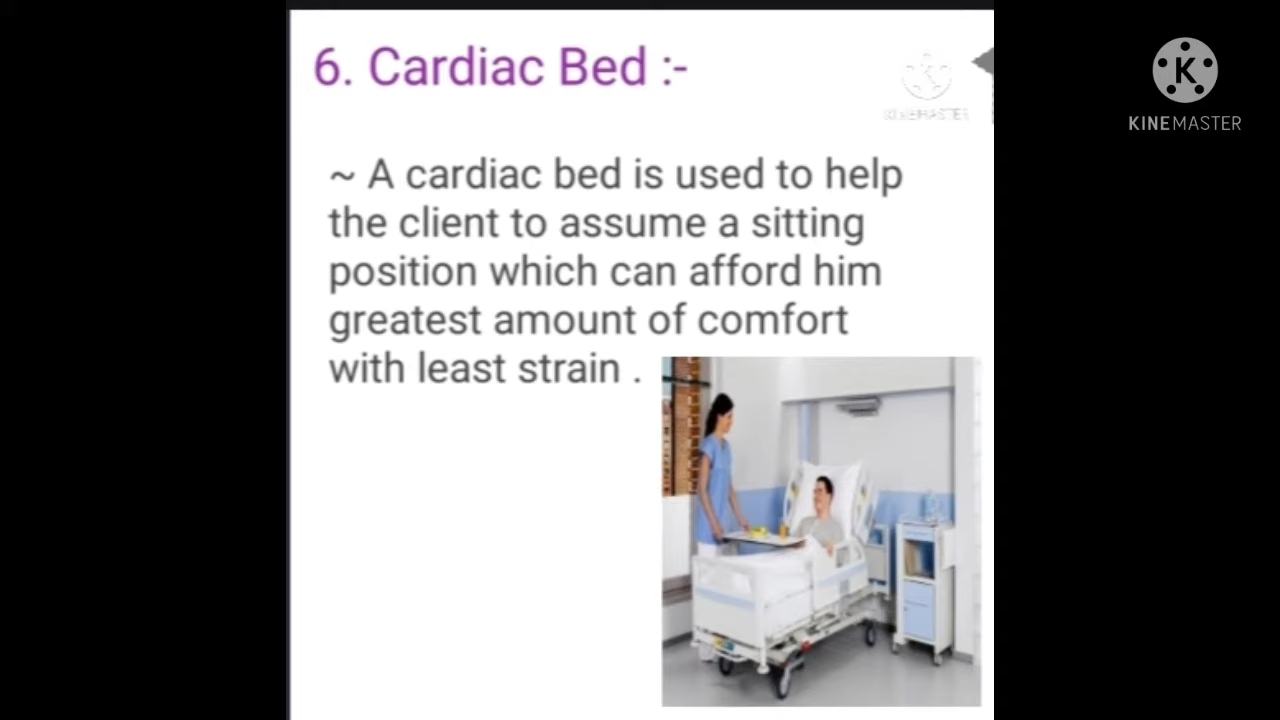 6. Cardiac Bed :-
KINEMASTER
KINEMASTER
~ A cardiac bed is used to help
the client to assume a sitting
position which can afford him
greatest amount of comfort
with least strain .